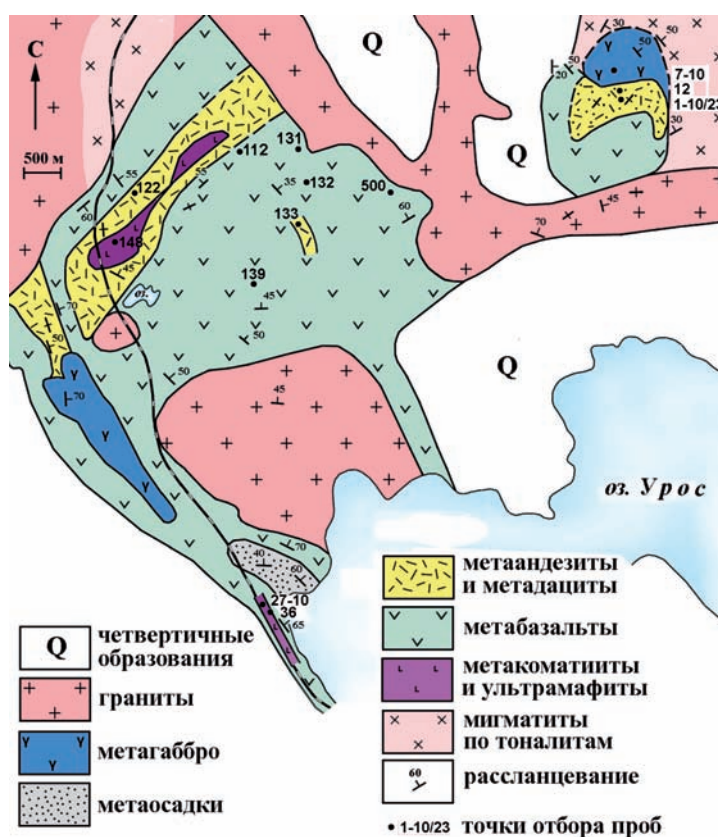 С
500 м
Q
Q
Q
Q
30
50
50
20
50
30
7-10
12
1-10/23
131
112
132
500
122
133
148
139
55
55
35
60
60
45
45
70
45
50
50
70
70
50
45
оз.
оз. Урос
70
40
60
27-10
36
65
Q четвертичные
образования
граниты
метагаббро
метаосадки
метаандезиты
и метадациты
метабазальты
метакоматииты
и ультрамафиты
мигматиты
по тоналитам
60 рассланцевание
1-10/23 точки отбора проб